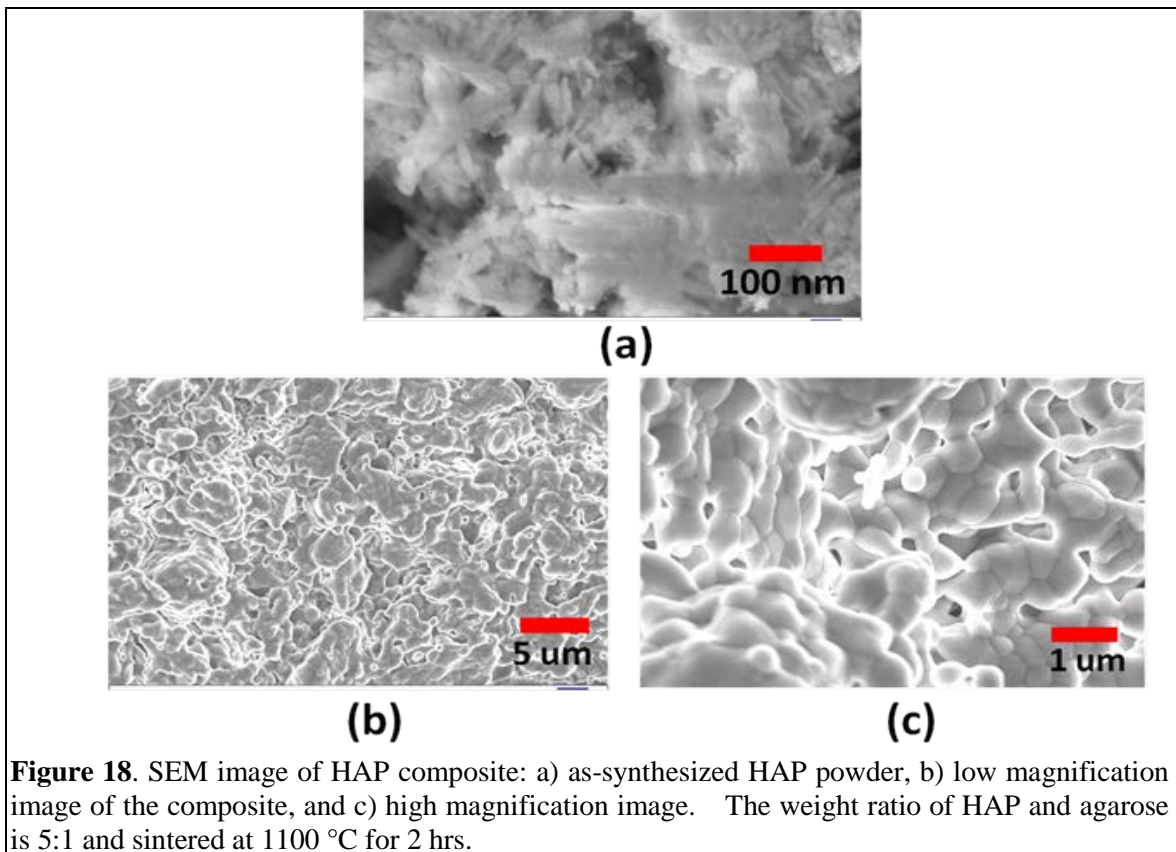 100 nm
(a)
5 um
1 um
(b)
(c)
Figure 18. SEM image of HAP composite: a) as-synthesized HAP powder, b) low magnification
image of the composite, and c) high magnification image. The weight ratio of HAP and agarose
is 5:1 and sintered at 1100 °C for 2 hrs.